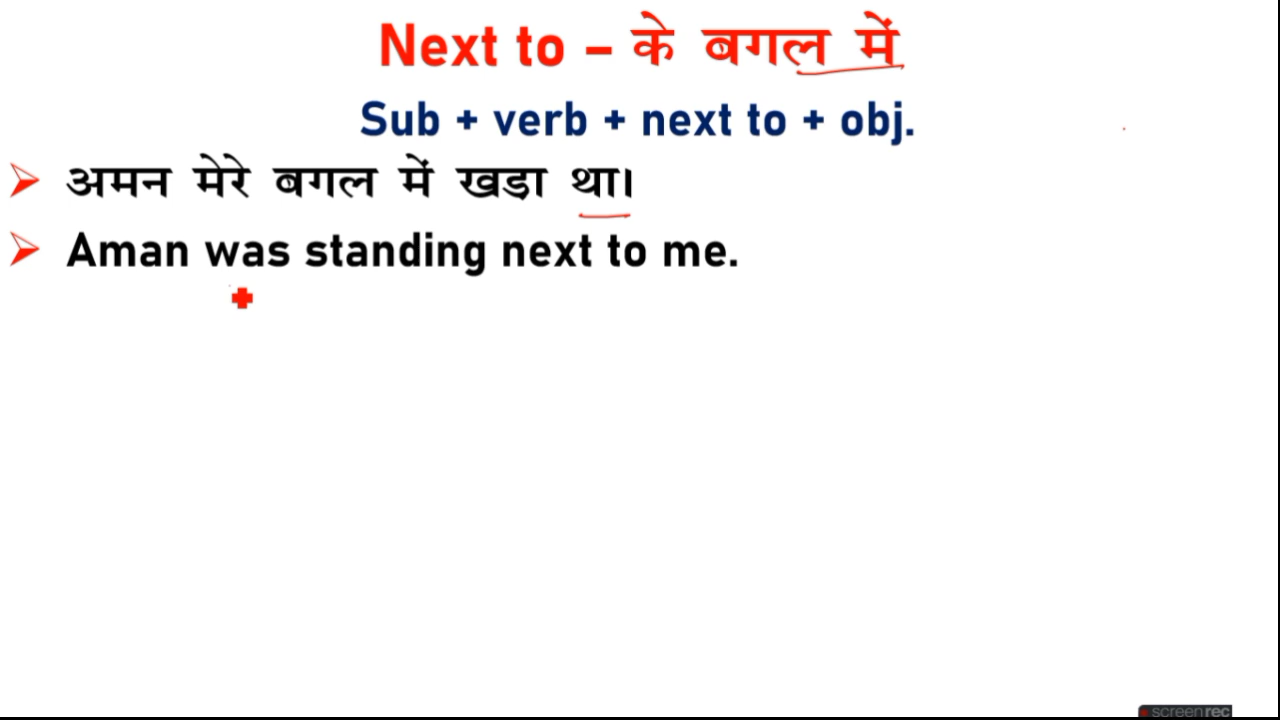 Next to – के बगल में
Sub + verb + next to + obj.
अमन मेरे बगल में खड़ा था।
Aman was standing next to me.
screenrec